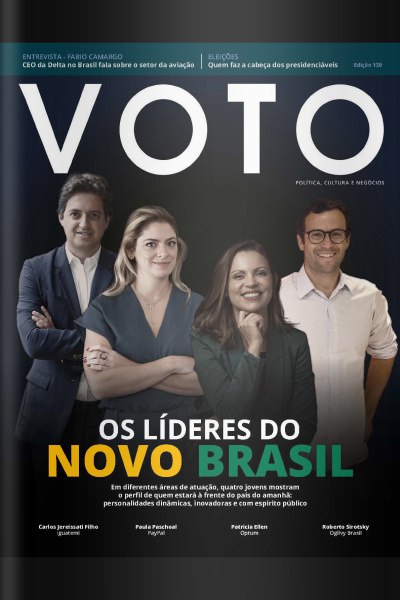 ENTREVISTA - FABIO CAMARGO
CEO da Delta no Brasil fala sobre o setor da aviação
ELEIÇÕES
Quem faz a cabeça dos presidenciáveis
Edição 139
VOTO
POLÍTICA, CULTURA E NEGÓCIOS
OS LÍDERES DO
NOVO BRASIL
Em diferentes áreas de atuação, quatro jovens mostram
o perfil de quem estará à frente do país do amanhã:
personalidades dinâmicas, inovadoras e com espírito público
Carlos Jereissati Filho
Iguatemi
Paula Paschoal
PayPal
Patricia Ellen
Optum
Roberto Sirotsky
Ogilvy Brasil